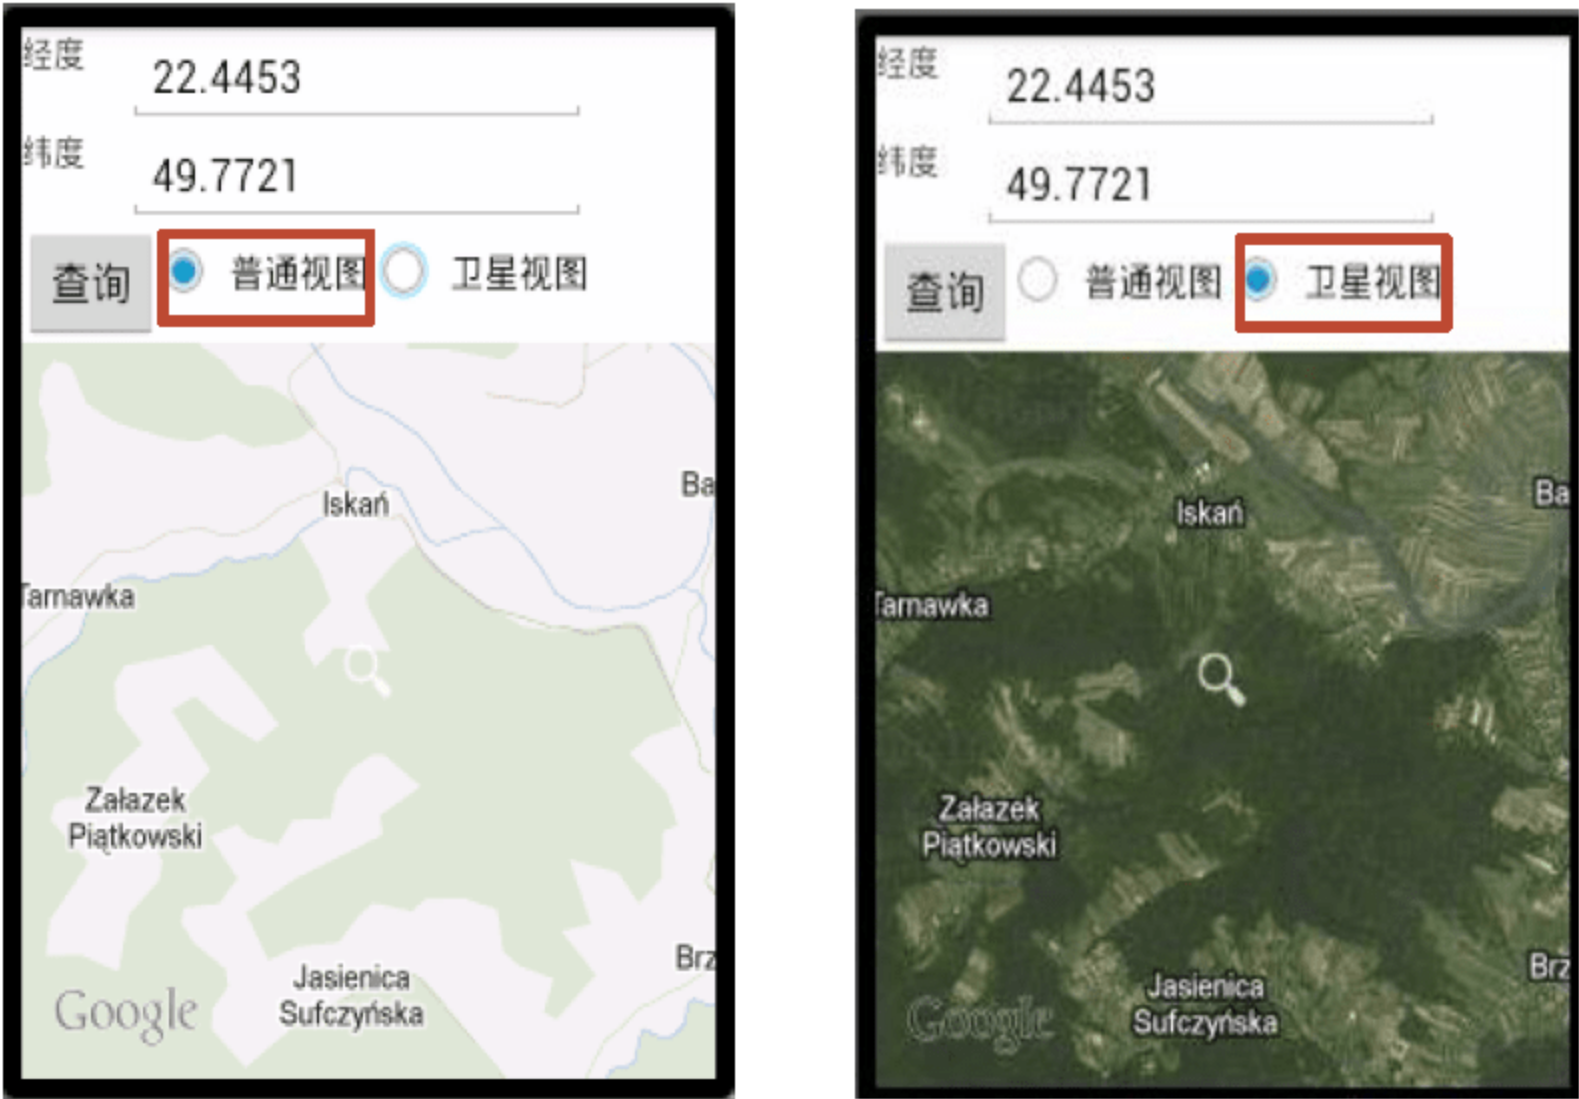 经度
22.4453
纬度
49.7721
查询 普通视图 卫星视图
Ba
Iskań
Tarnawka
Załazek
Piątkowski
Brz
Jasienica
Sufczyńska
Google
经度
22.4453
纬度
49.7721
查询 普通视图 卫星视图
Ba
Iskań
Tarnawka
Załazek
Piątkowski
Brz
Jasienica
Sufczyńska
Google